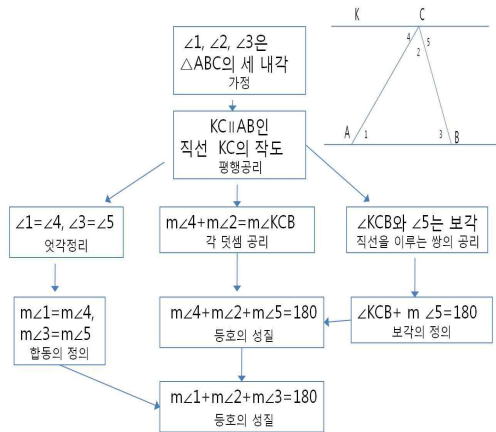 ∠1, ∠2, ∠3은
△ABC의 세 내각
가정
K
C
4
5
2
A
1
3
B
KC∥AB인
직선 KC의 작도
평행공리
∠1=∠4, ∠3=∠5
엇각정리
m∠4+m∠2=m∠KCB
각 덧셈 공리
∠KCB와 ∠5는 보각
직선을 이루는 쌍의 공리
m∠1=m∠4,
m∠3=m∠5
합동의 정의
m∠4+m∠2+m∠5=180
등호의 성질
∠KCB+ m ∠5=180
보각의 정의
m∠1+m∠2+m∠3=180
등호의 성질